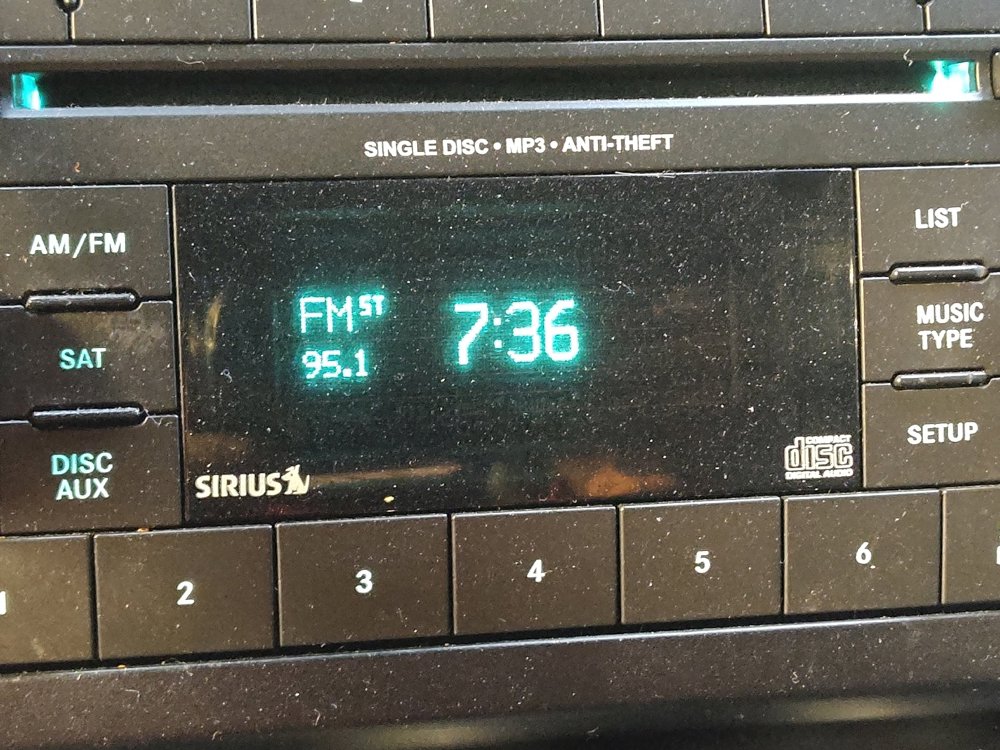 SINGLE DISC • MP3 • ANTI-THEFT
AM/FM
SAT
DISC
AUX
FM ST
7:36
95.1
SIRIUS
COMPACT
disc
DIGITAL AUDIO
LIST
MUSIC
TYPE
SETUP
1
2
3
4
5
6